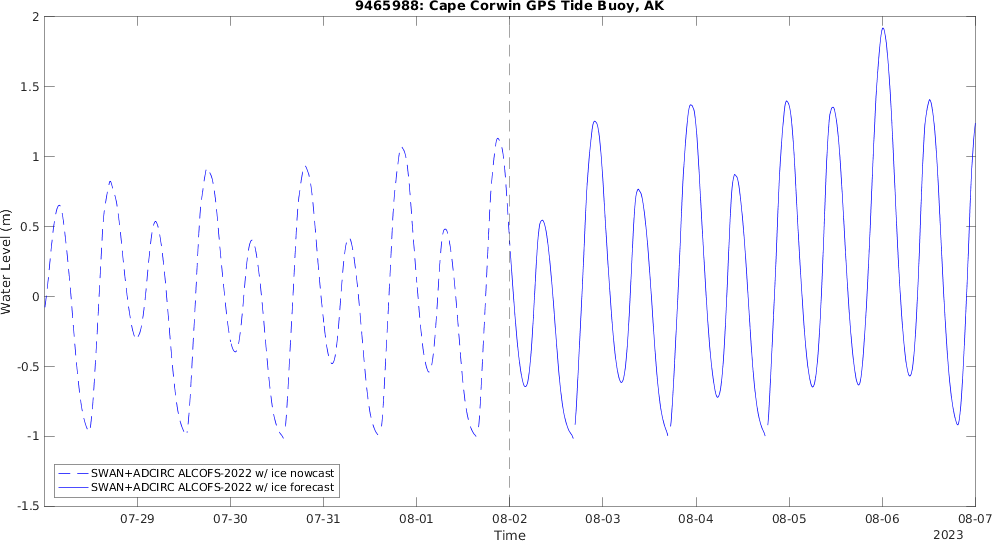 9465988: Cape Corwin GPS Tide Buoy, AK
2
1.5
1
0.5
0
-0.5
-1
-1.5
Water Level (m)
SWAN+ADCIRC ALCOFS-2022 w/ ice nowcast
SWAN+ADCIRC ALCOFS-2022 w/ ice forecast
07-29 07-30 07-31 08-01 08-02 08-03 08-04 08-05 08-06 08-07
Time
2023